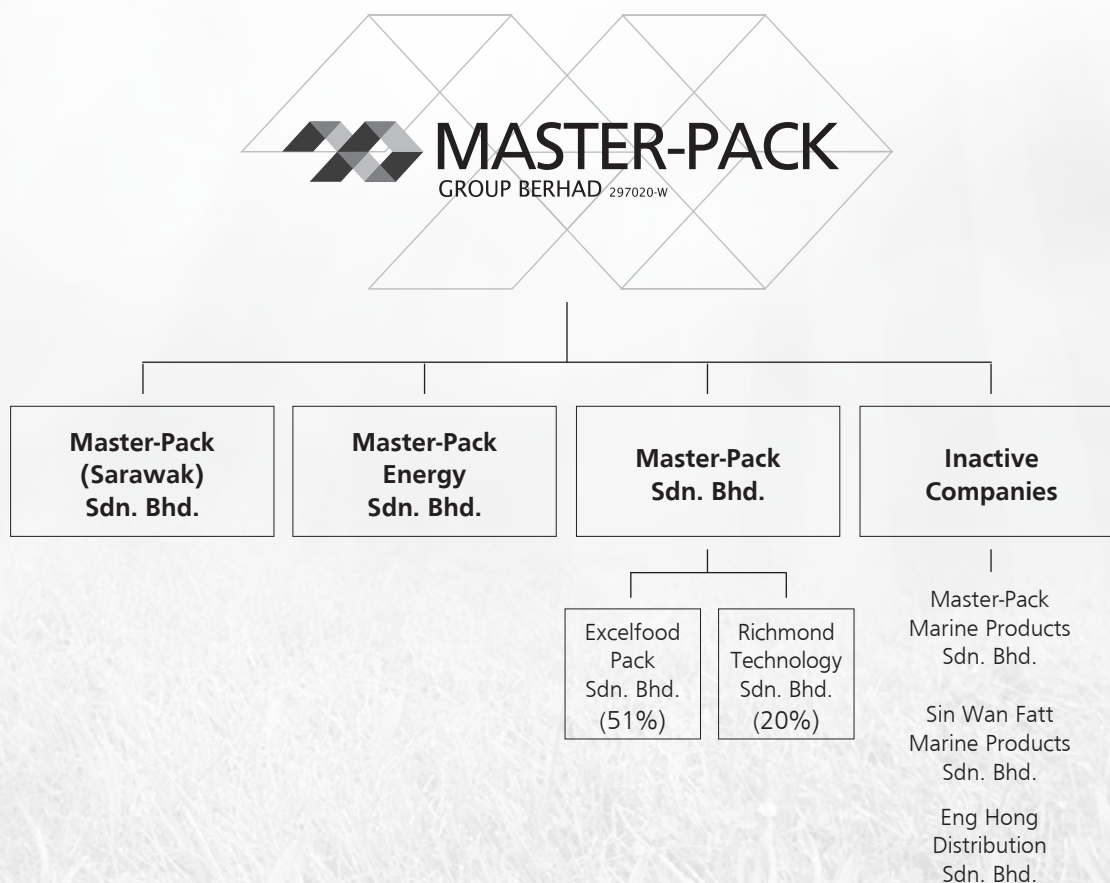 MASTER-PACK
GROUP BERHAD 297020-W
Master-Pack
(Sarawak)
Sdn. Bhd.
Master-Pack
Energy
Sdn. Bhd.
Master-Pack
Sdn. Bhd.
Inactive
Companies
Excelfood
Pack
Sdn. Bhd.
(51%)
Richmond
Technology
Sdn. Bhd.
(20%)
Master-Pack
Marine Products
Sdn. Bhd.
Sin Wan Fatt
Marine Products
Sdn. Bhd.
Eng Hong
Distribution
Sdn. Bhd.